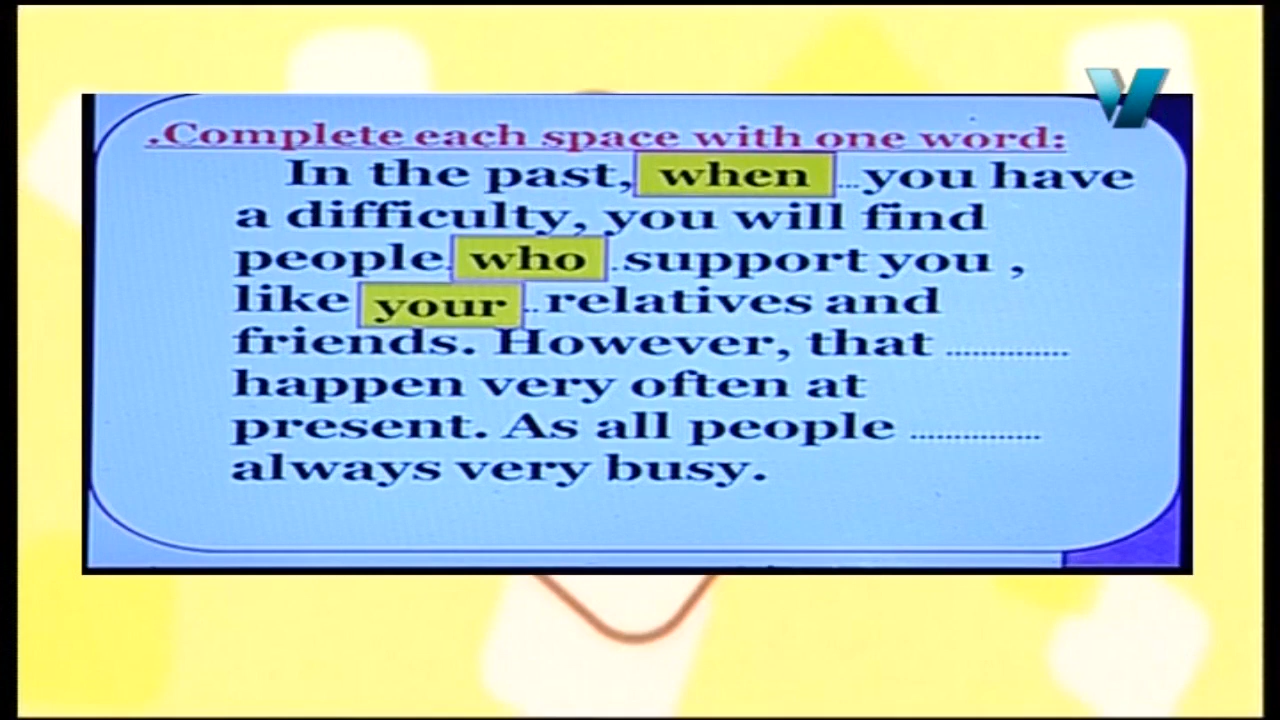 .Complete each space with one word:
In the past, when ...you have
a difficulty, you will find
people. who .support you ,
like your ..relatives and
friends. However, that ..............
happen very often at
present. As all people ...............
always very busy.